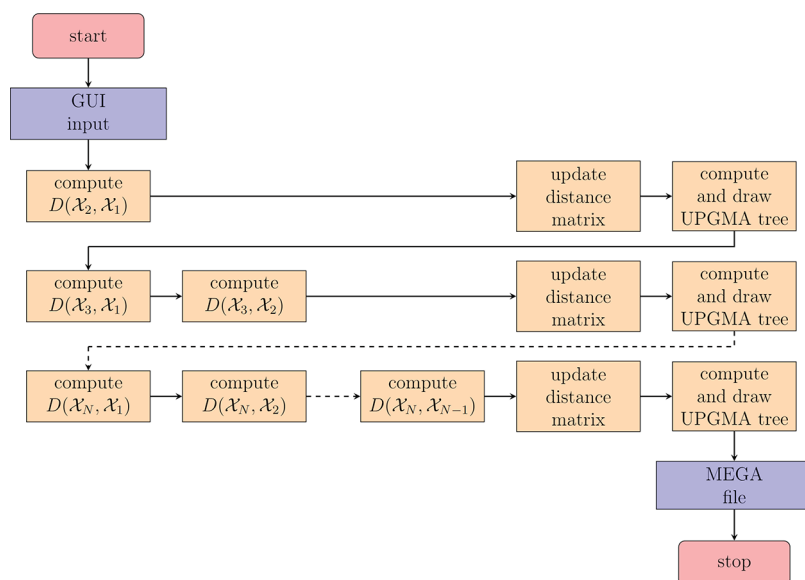 start
GUI
input
compute
D(𝒳₂, 𝒳₁)
update
distance
matrix
compute
and draw
UPGMA tree
compute
D(𝒳₃, 𝒳₁)
compute
D(𝒳₃, 𝒳₂)
update
distance
matrix
compute
and draw
UPGMA tree
compute
D(𝒳_N, 𝒳₁)
compute
D(𝒳_N, 𝒳₂)
compute
D(𝒳_N, 𝒳_{N−1})
update
distance
matrix
compute
and draw
UPGMA tree
MEGA
file
stop